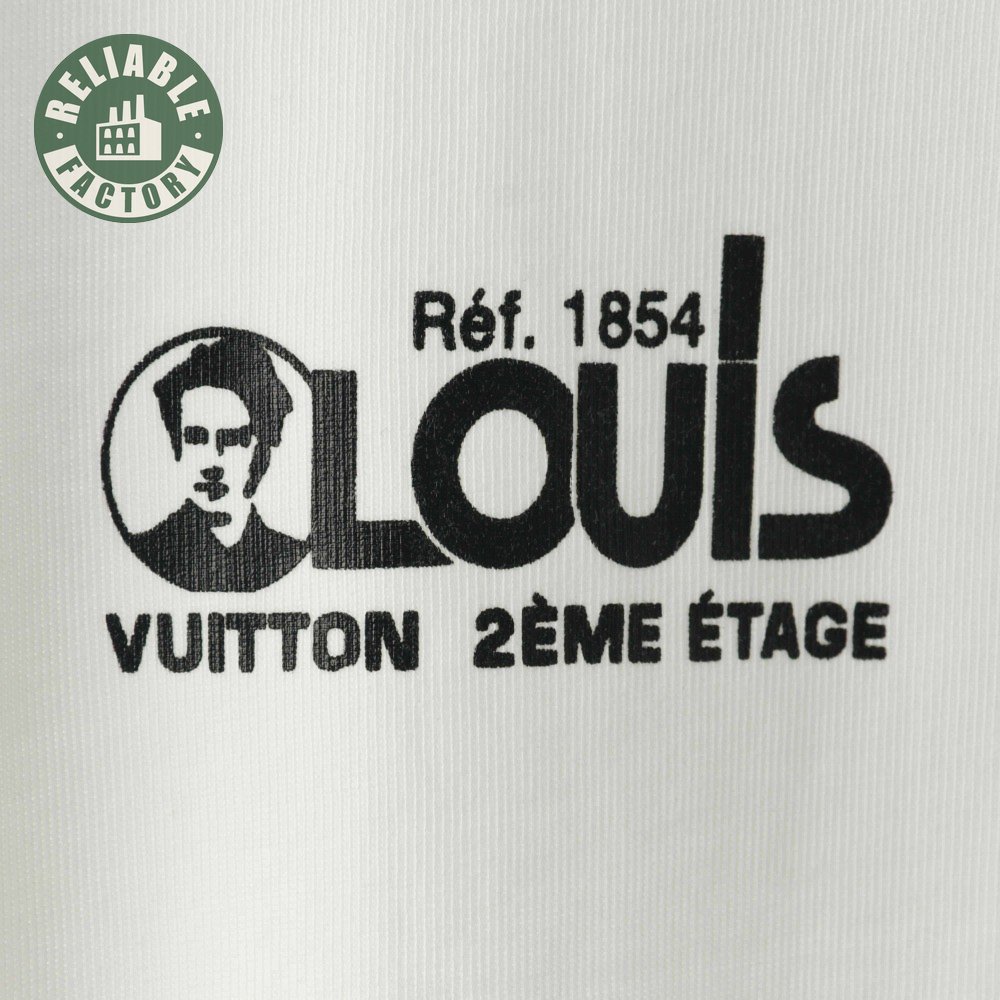 RELIABLE
FACTORY
Réf. 1854
LOUIS
VUITTON 2ÈME ÉTAGE